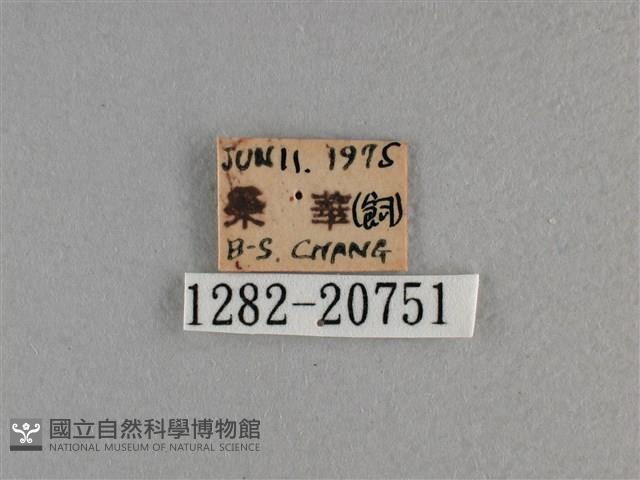 JUN 11. 1975
華 (飼)
B-S. CHANG
1282-20751
國立自然科學博物館
NATIONAL MUSEUM OF NATURAL SCIENCE